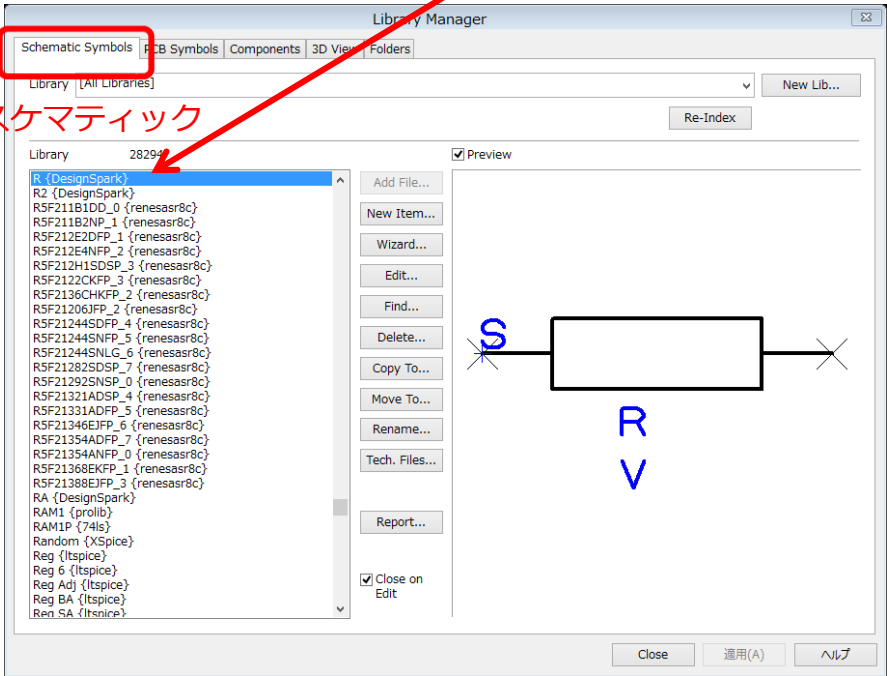 Library Manager
Schematic Symbols PCB Symbols Components 3D View Folders
Library [All Libraries] New Lib...
スケマティック
Re-Index
Library 28294
Preview
R {DesignSpark}
R2 {DesignSpark}
R5F211B1DD_0 {renesasr8c}
R5F211B2NP_1 {renesasr8c}
R5F212E2DFP_1 {renesasr8c}
R5F212E4NFP_2 {renesasr8c}
R5F212H1SDSP_3 {renesasr8c}
R5F2122CKFP_3 {renesasr8c}
R5F2136CHKFP_2 {renesasr8c}
R5F21206JFP_2 {renesasr8c}
R5F21244SDFP_4 {renesasr8c}
R5F21244SNFP_5 {renesasr8c}
R5F21244SNLG_6 {renesasr8c}
R5F21282SDSP_7 {renesasr8c}
R5F21292SNSP_0 {renesasr8c}
R5F21321ADSP_4 {renesasr8c}
R5F21331ADFP_5 {renesasr8c}
R5F21346EJFP_6 {renesasr8c}
R5F21354ADFP_7 {renesasr8c}
R5F21354ANFP_0 {renesasr8c}
R5F21368EKFP_1 {renesasr8c}
R5F21388EJFP_3 {renesasr8c}
RA {DesignSpark}
RAM1 {prolib}
RAM1P {74ls}
Random {XSpice}
Reg {ltspice}
Reg 6 {ltspice}
Reg Adj {ltspice}
Reg BA {ltspice}
Reg SA {ltspice}
Add File...
New Item...
Wizard...
Edit...
Find...
Delete...
Copy To...
Move To...
Rename...
Tech. Files...
Report...
Close on
Edit
S
R
V
Close 適用(A) ヘルプ